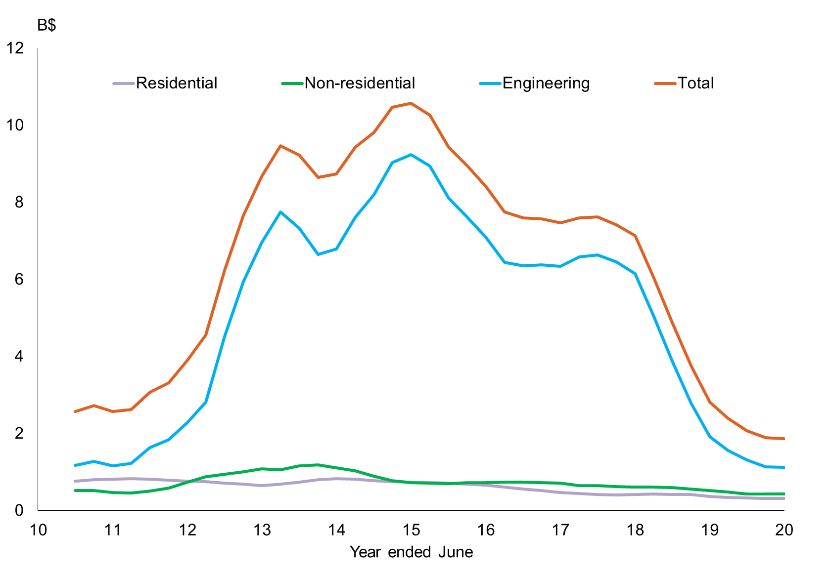 B$
12
Residential Non-residential Engineering Total
10
8
6
4
2
0
10 11 12 13 14 15 16 17 18 19 20
Year ended June